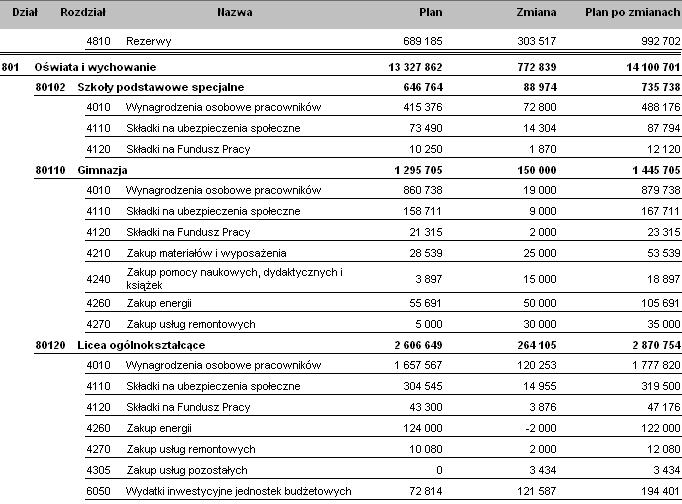 Dział Rozdział Nazwa Plan Zmiana Plan po zmianach
4810 Rezerwy 689 185 303 517 992 702
801 Oświata i wychowanie 13 327 862 772 839 14 100 701
80102 Szkoły podstawowe specjalne 646 764 88 974 735 738
4010 Wynagrodzenia osobowe pracowników 415 376 72 800 488 176
4110 Składki na ubezpieczenia społeczne 73 490 14 304 87 794
4120 Składki na Fundusz Pracy 10 250 1 870 12 120
80110 Gimnazja 1 295 705 150 000 1 445 705
4010 Wynagrodzenia osobowe pracowników 860 738 19 000 879 738
4110 Składki na ubezpieczenia społeczne 158 711 9 000 167 711
4120 Składki na Fundusz Pracy 21 315 2 000 23 315
4210 Zakup materiałów i wyposażenia 28 539 25 000 53 539
4240 Zakup pomocy naukowych, dydaktycznych i
książek 3 897 15 000 18 897
4260 Zakup energii 55 691 50 000 105 691
4270 Zakup usług remontowych 5 000 30 000 35 000
80120 Licea ogólnokształcące 2 606 649 264 105 2 870 754
4010 Wynagrodzenia osobowe pracowników 1 657 567 120 253 1 777 820
4110 Składki na ubezpieczenia społeczne 304 545 14 955 319 500
4120 Składki na Fundusz Pracy 43 300 3 876 47 176
4260 Zakup energii 124 000 -2 000 122 000
4270 Zakup usług remontowych 10 080 2 000 12 080
4305 Zakup usług pozostałych 0 3 434 3 434
6050 Wydatki inwestycyjne jednostek budżetowych 72 814 121 587 194 401